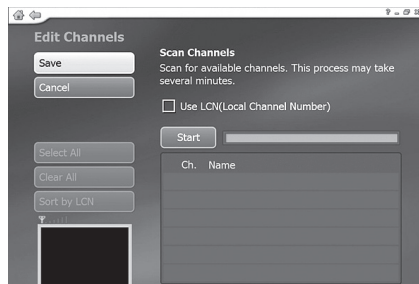 Edit Channels
Save
Cancel
Select All
Clear All
Sort by LCN
Scan Channels
Scan for available channels. This process may take
several minutes.
Use LCN(Local Channel Number)
Start
Ch. Name